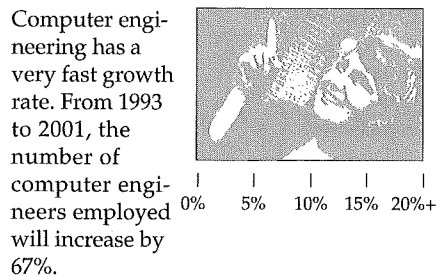 Computer engi-
neering has a
very fast growth
rate. From 1993
to 2001, the
number of
computer engi-
neers employed
will increase by
67%.
0% 5% 10% 15% 20%+